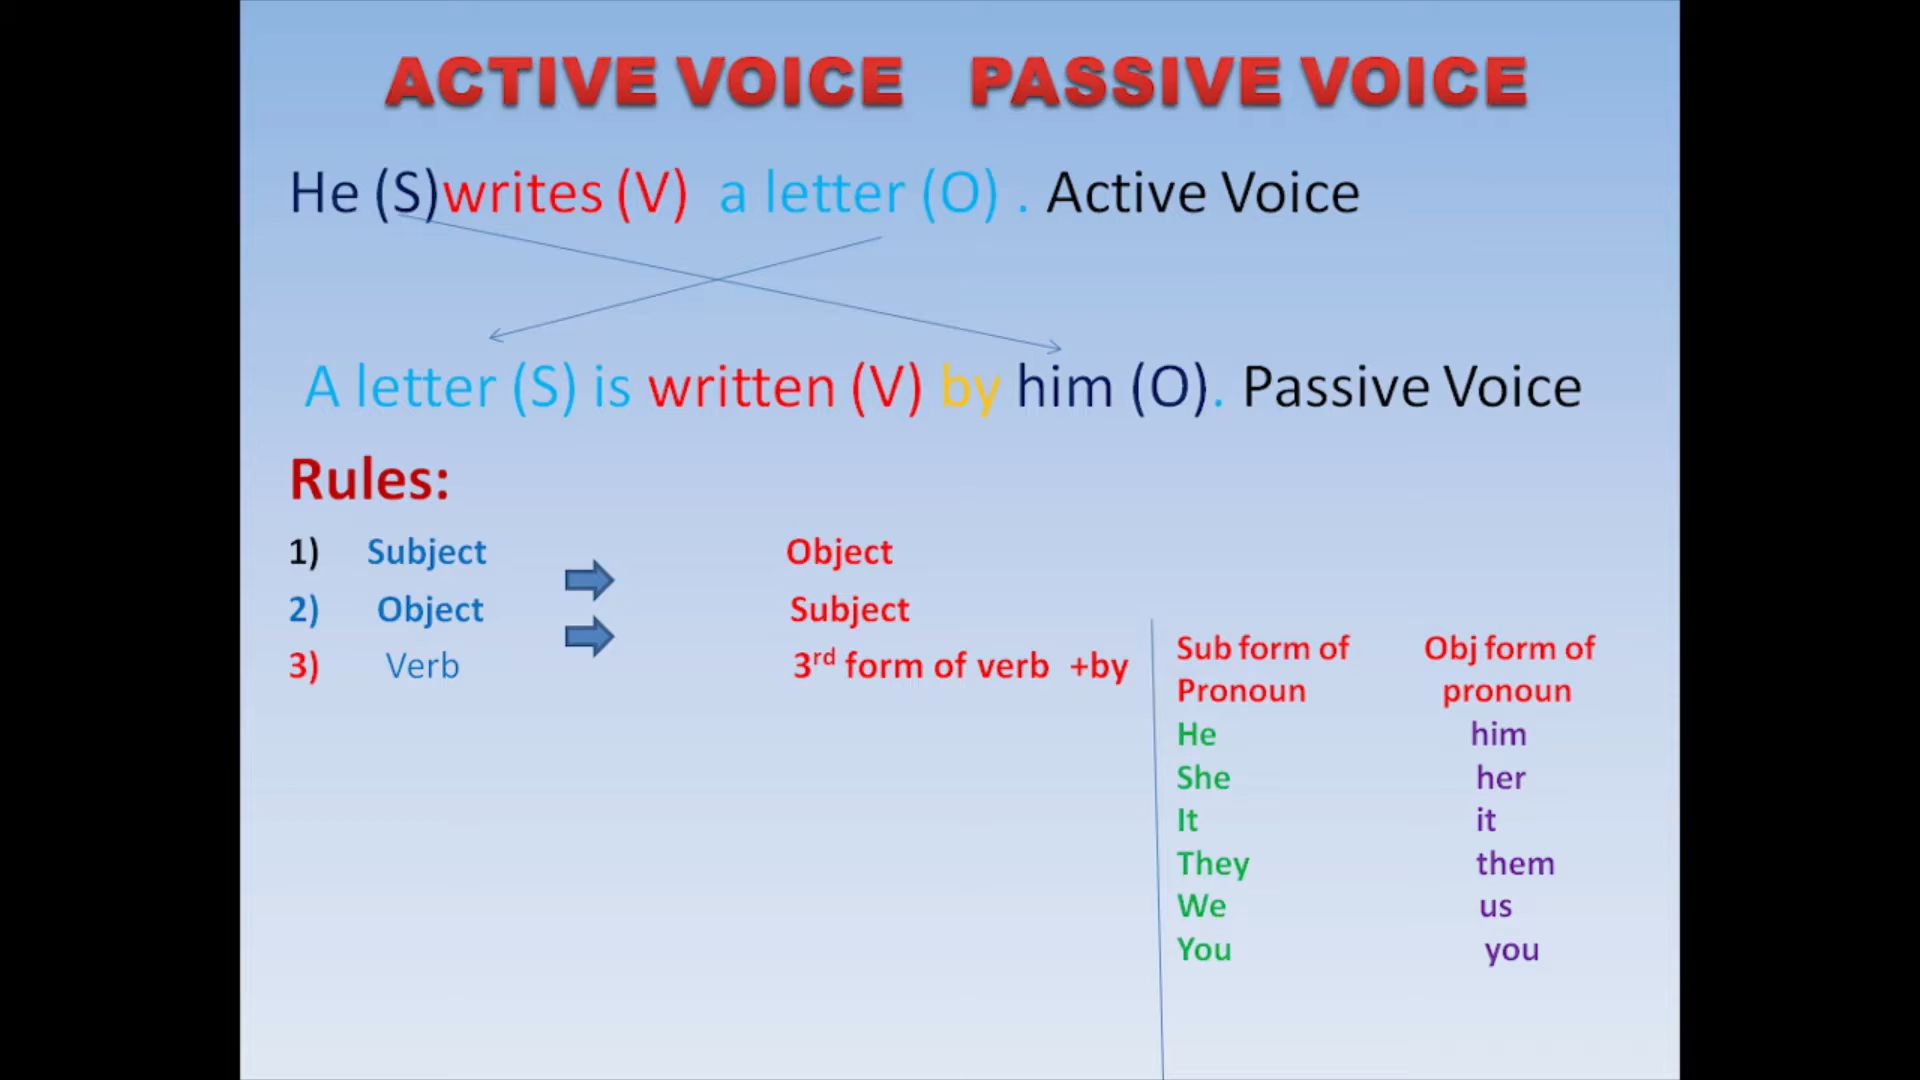 ACTIVE VOICE PASSIVE VOICE
He (S)writes (V) a letter (O) . Active Voice
A letter (S) is written (V) by him (O). Passive Voice
Rules:
1) Subject Object
2) Object Subject
3) Verb 3rd form of verb +by
Sub form of Obj form of
Pronoun pronoun
He him
She her
It it
They them
We us
You you